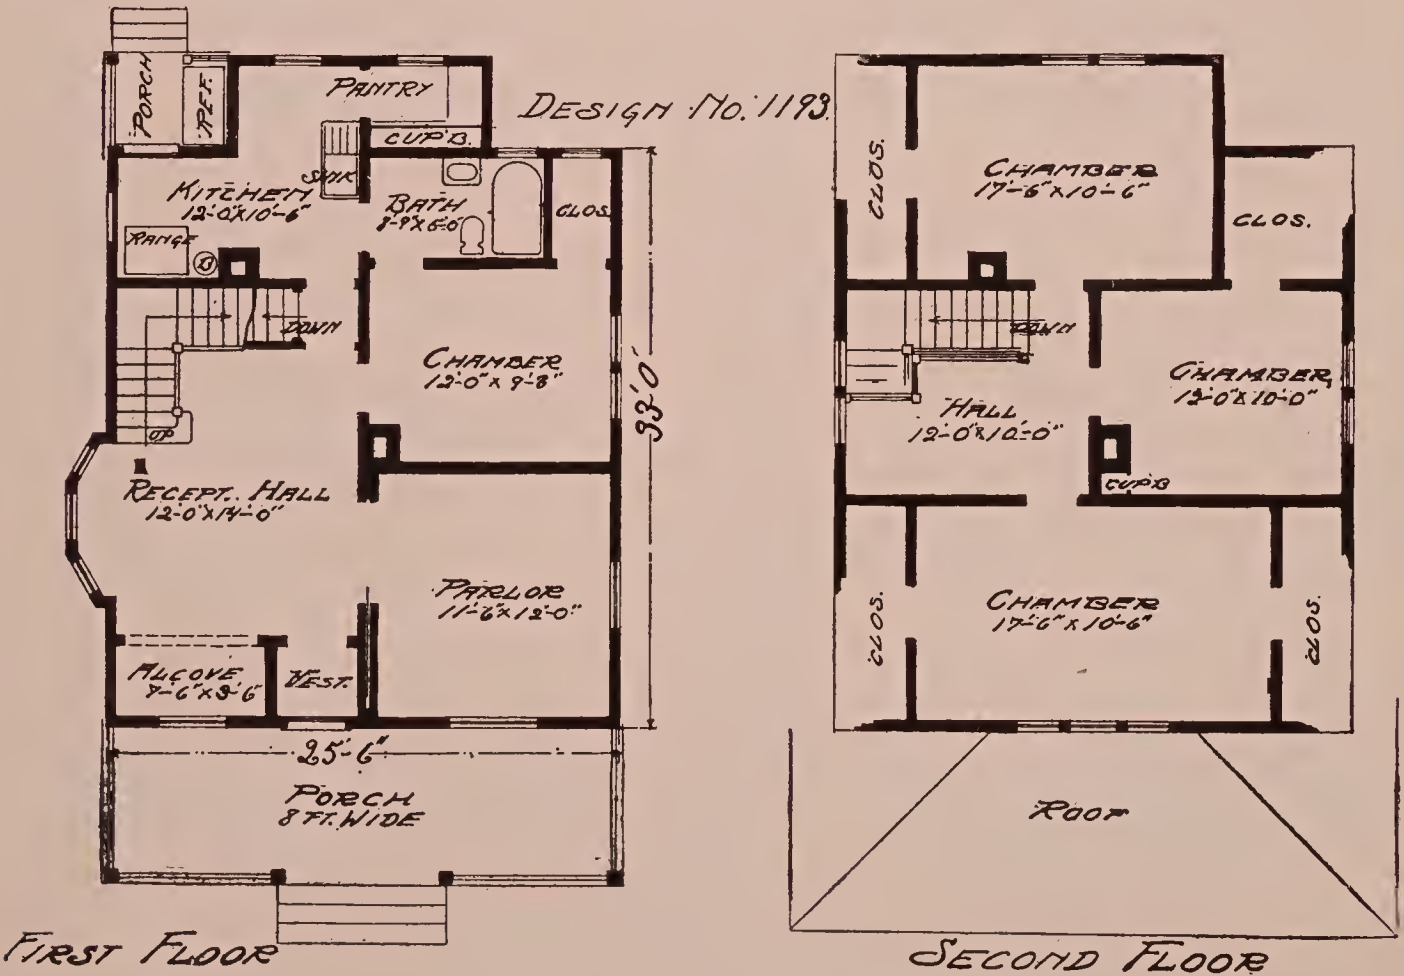 DESIGN No. 1193.
PORCH
REF.
PANTRY
CUP'B.
SINK
KITCHEN
12'-0"X10'-6"
BATH
8'-9"X6'-0"
CLOS.
RANGE
B
DOWN
CHAMBER
12'-0"X9'-8"
33'-0"
UP
RECEPT. HALL
12'-0"X14'-0"
PARLOR
11'-6"X12'-0"
ALCOVE
7'-6"X3'-6"
VEST.
25'-6"
PORCH
8 FT. WIDE
FIRST FLOOR
CLOS.
CHAMBER
17'-6"X10'-6"
CLOS.
DOWN
CHAMBER
12'-0"X10'-0"
HALL
12'-0"X10'-0"
CUP'B
CLOS.
CHAMBER
17'-6"X10'-6"
CLOS.
ROOF
SECOND FLOOR